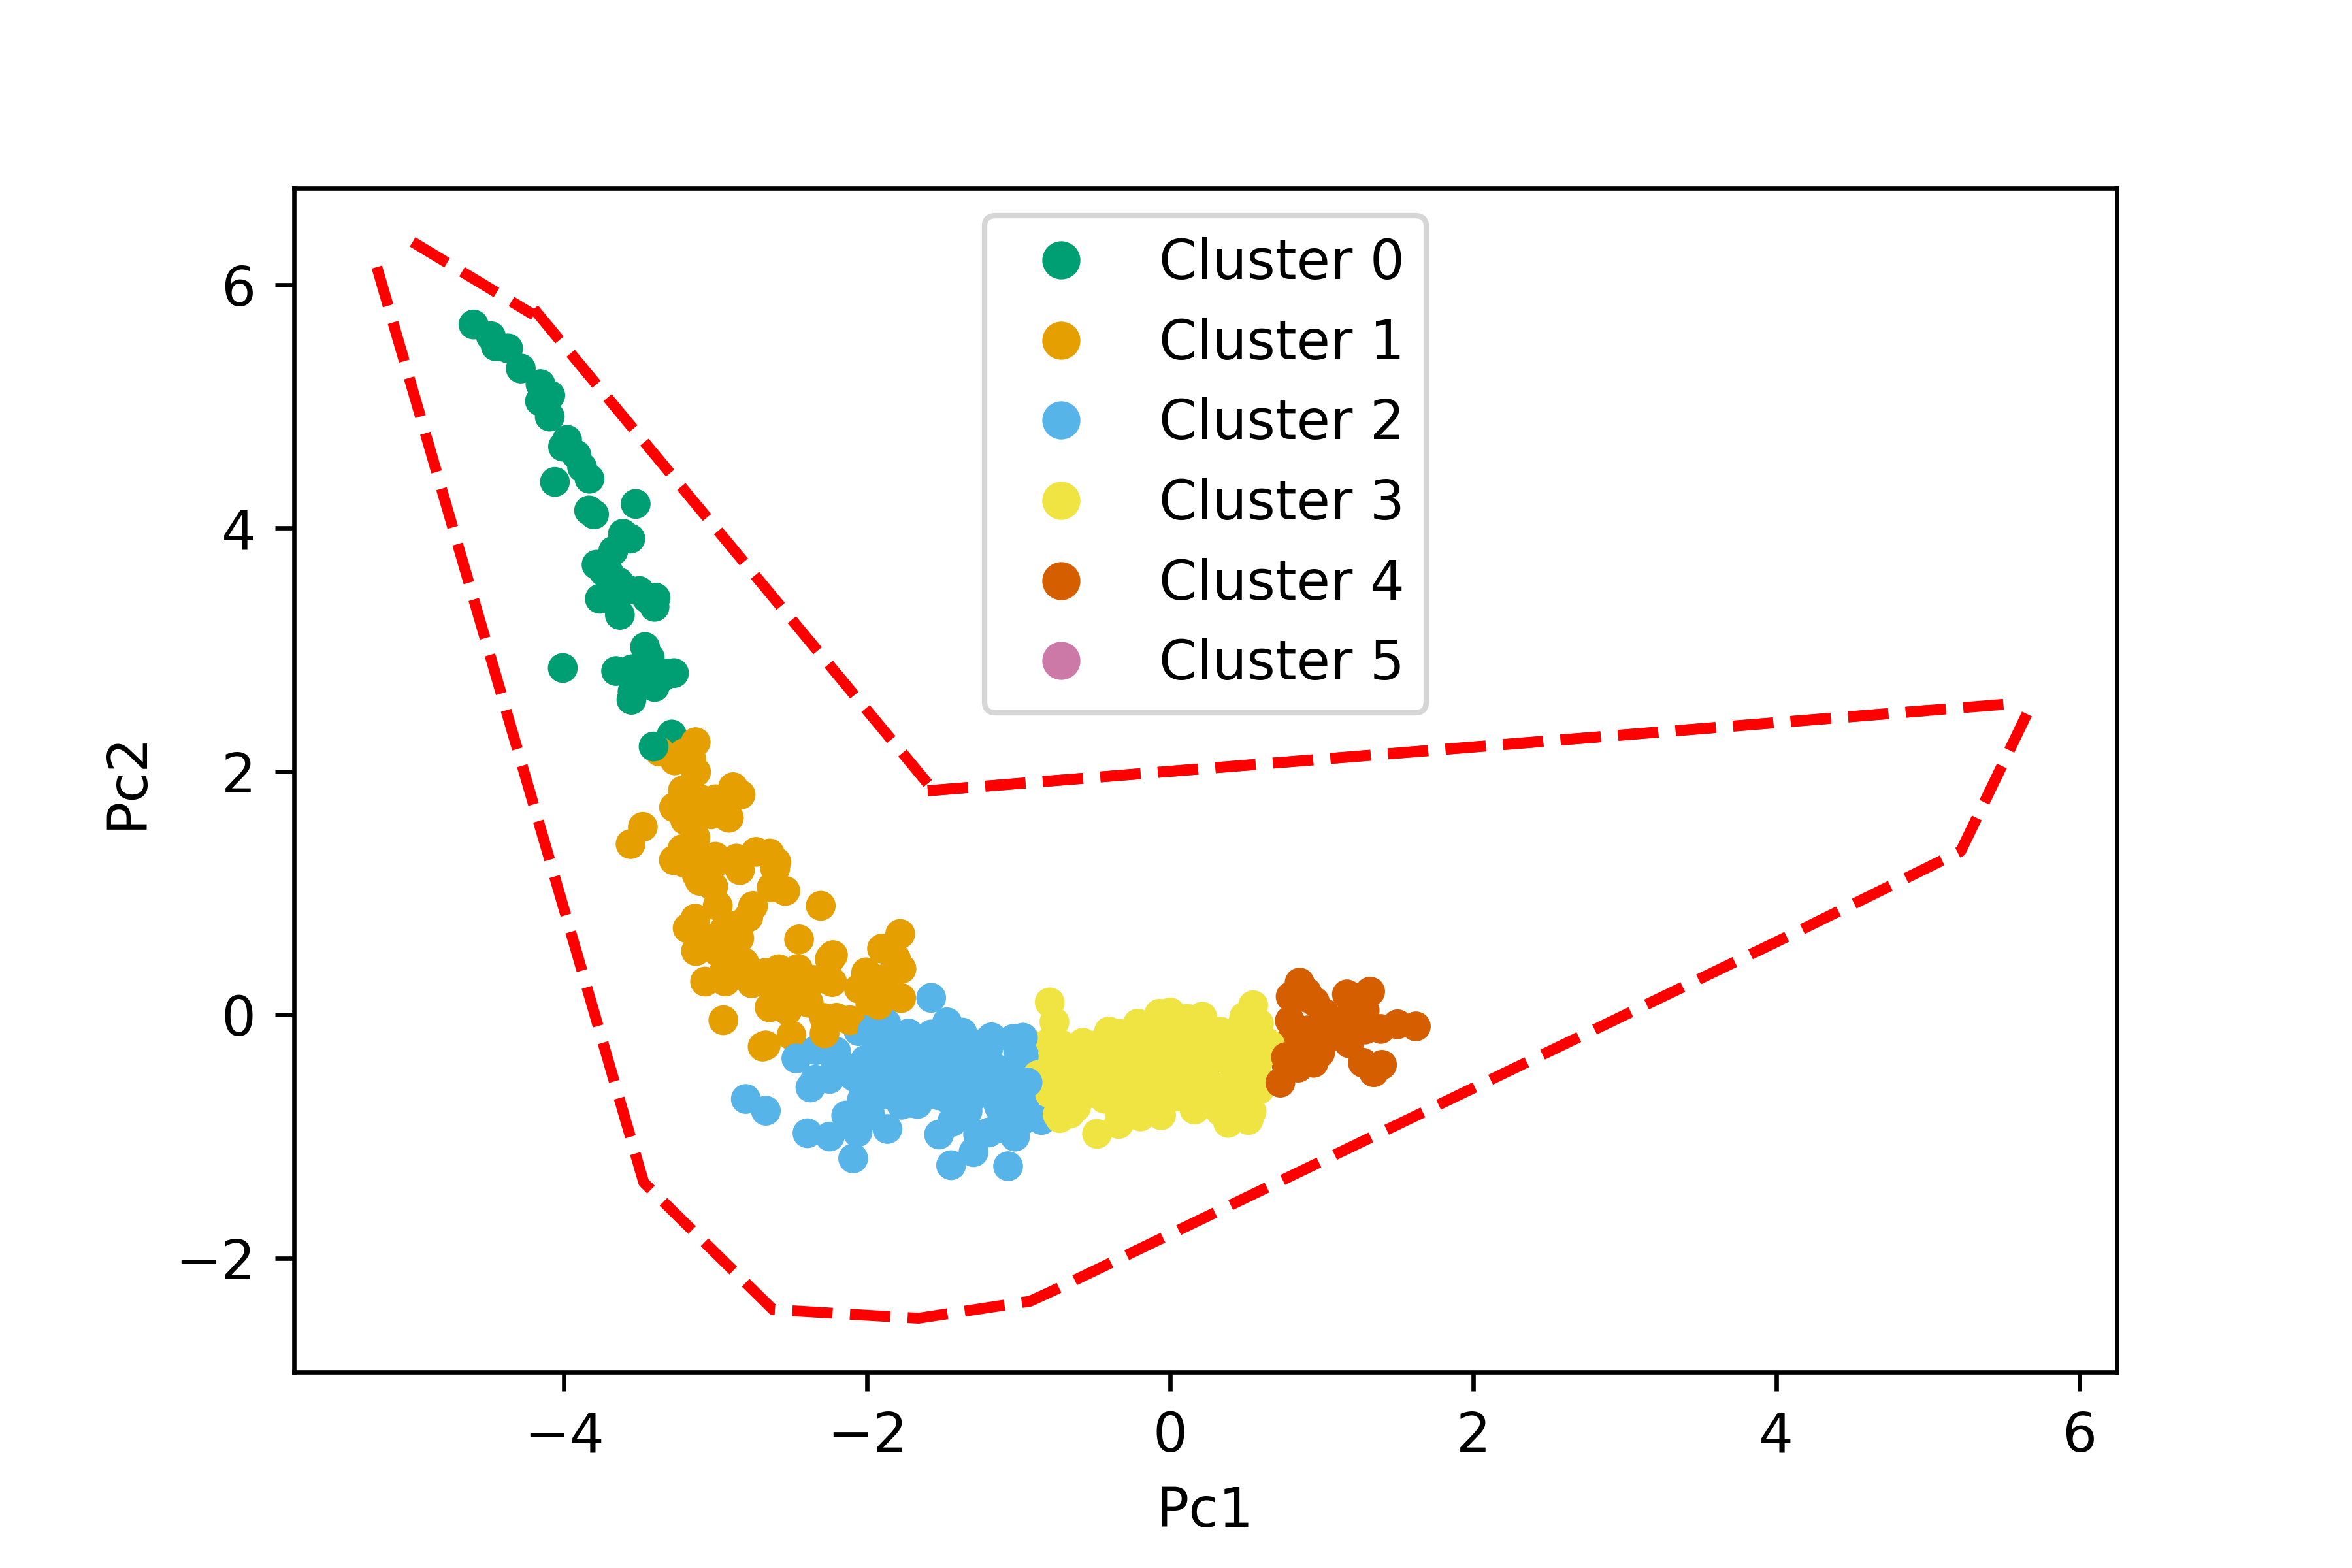 Cluster 0
Cluster 1
Cluster 2
Cluster 3
Cluster 4
Cluster 5
6
4
2
0
−2
Pc2
−4 −2 0 2 4 6
Pc1